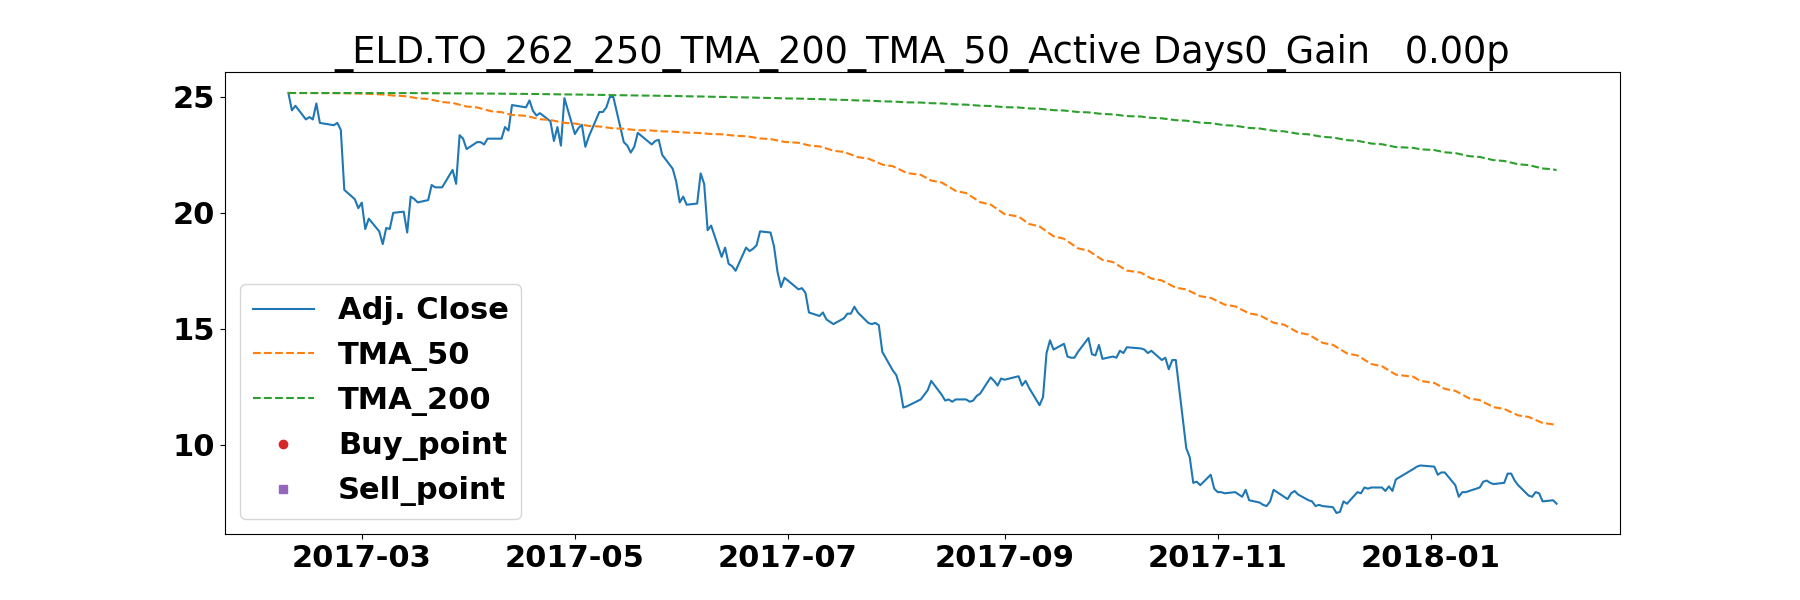 _ELD.TO_262_250_TMA_200_TMA_50_Active Days0_Gain   0.00p
25
20
15
10
Adj. Close
TMA_50
TMA_200
Buy_point
Sell_point
2017-03 2017-05 2017-07 2017-09 2017-11 2018-01